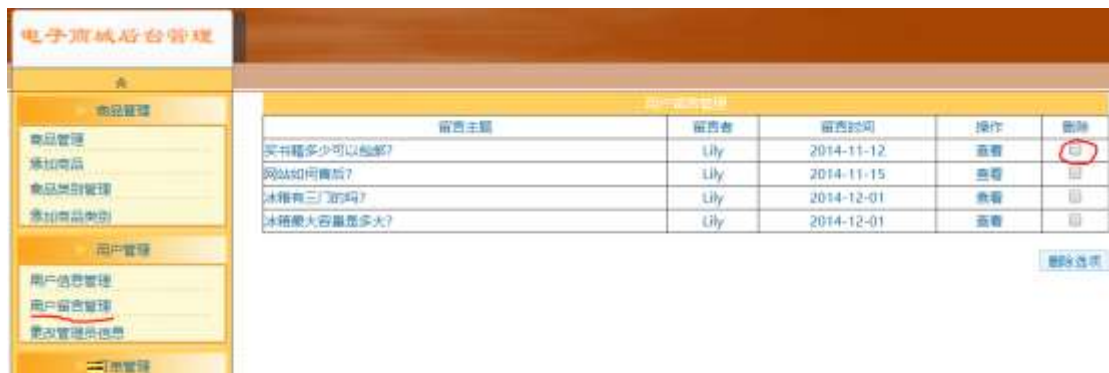 电子商城后台管理
商品管理
商品管理
添加商品
商品类别管理
添加商品类别
用户管理
用户信息管理
用户留言管理
更改管理员信息
订单管理
用户留言管理
留言主题 留言者 留言时间 操作 删除
买书籍多少可以包邮? Lily 2014-11-12 查看
网站如何售后? Lily 2014-11-15 查看
冰箱有三门的吗? Lily 2014-12-01 查看
冰箱最大容量是多大? Lily 2014-12-01 查看
删除选项